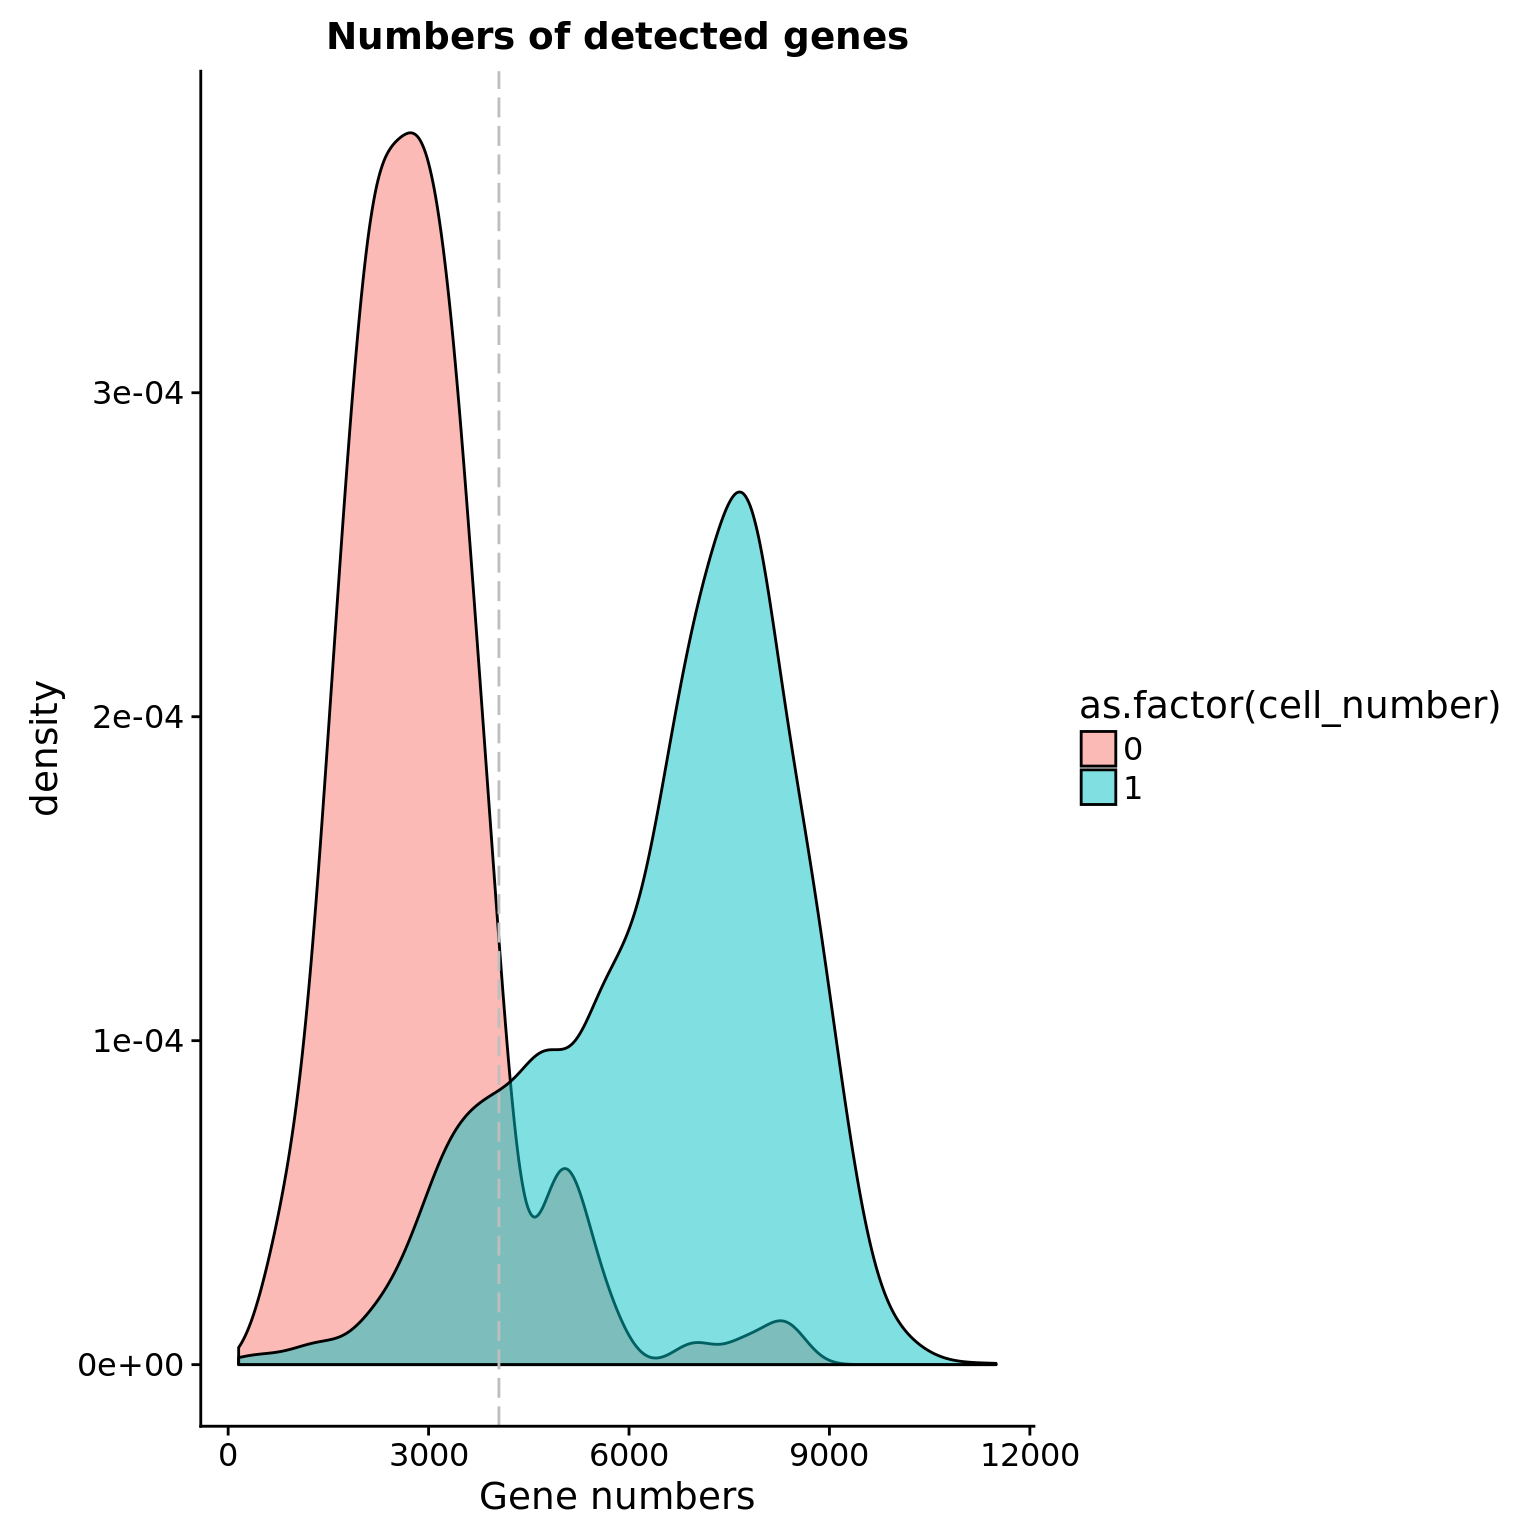 Numbers of detected genes
3e-04
2e-04
1e-04
0e+00
density
0 3000 6000 9000 12000
Gene numbers
as.factor(cell_number)
0
1